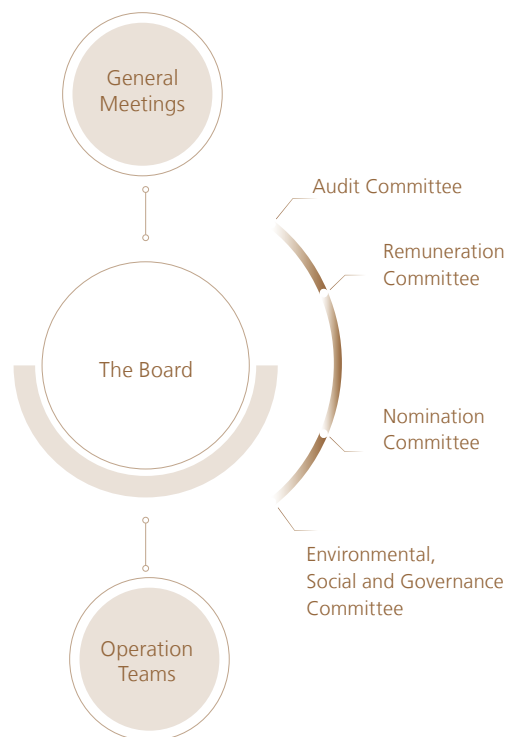 General
Meetings
Audit Committee
Remuneration
Committee
The Board
Nomination
Committee
Environmental,
Social and Governance
Committee
Operation
Teams